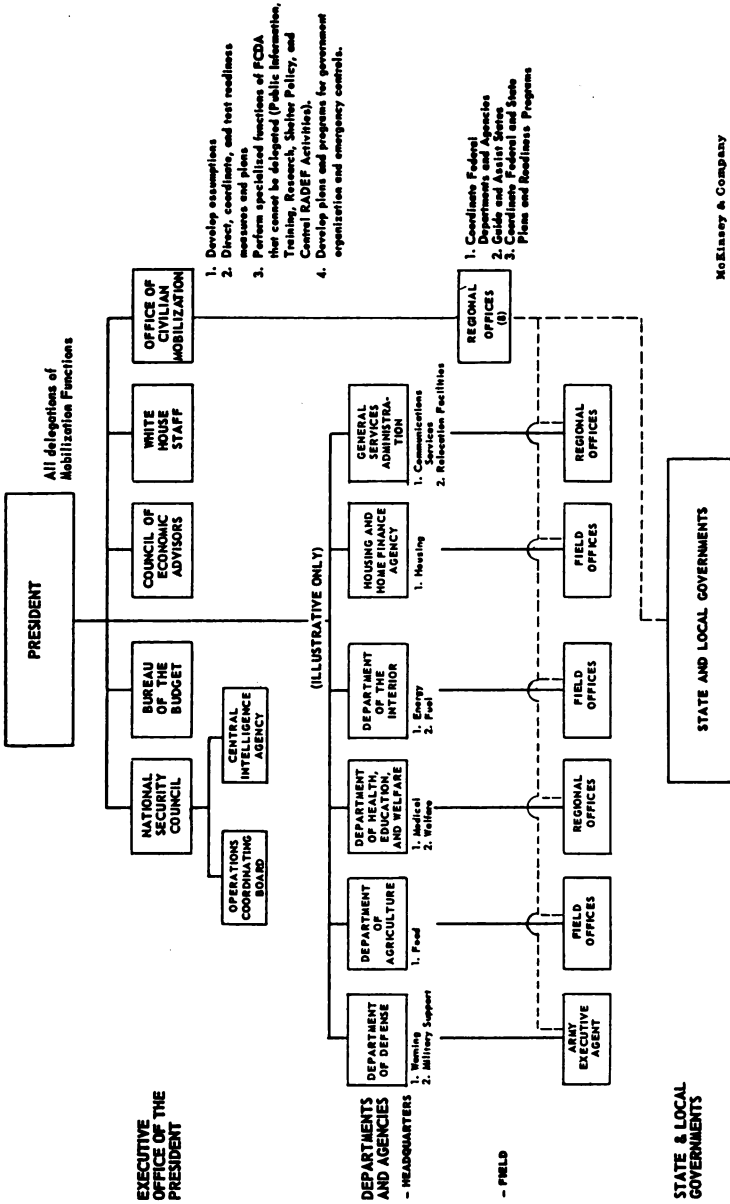 PRESIDENT
All delegations of
Mobilization Functions
EXECUTIVE
OFFICE OF THE
PRESIDENT
NATIONAL
SECURITY
COUNCIL
BUREAU
OF THE
BUDGET
COUNCIL OF
ECONOMIC
ADVISORS
WHITE
HOUSE
STAFF
OFFICE OF
CIVILIAN
MOBILIZATION
1. Develop assumptions
2. Direct, coordinate, and test readiness
measures and plans
3. Perform specialized functions of FCDA
that cannot be delegated (Public Information,
Training, Research, Shelter Policy, and
Central RADEF Activities).
4. Develop plans and programs for government
organization and emergency controls.
OPERATIONS
COORDINATING
BOARD
CENTRAL
INTELLIGENCE
AGENCY
(ILLUSTRATIVE ONLY)
DEPARTMENTS
AND AGENCIES
- HEADQUARTERS
DEPARTMENT
OF DEFENSE
1. Warning
2. Military Support
DEPARTMENT
OF
AGRICULTURE
1. Food
DEPARTMENT
OF HEALTH,
EDUCATION,
AND WELFARE
1. Medical
2. Welfare
DEPARTMENT
OF THE
INTERIOR
1. Energy
2. Fuel
HOUSING AND
HOME FINANCE
AGENCY
1. Housing
GENERAL
SERVICES
ADMINISTRA-
TION
1. Communications
Services
2. Relocation Facilities
REGIONAL
OFFICES
(8)
1. Coordinate Federal
Departments and Agencies
2. Guide and Assist States
3. Coordinate Federal and State
Plans and Readiness Programs
- FIELD
ARMY
EXECUTIVE
AGENT
FIELD
OFFICES
REGIONAL
OFFICES
FIELD
OFFICES
FIELD
OFFICES
REGIONAL
OFFICES
STATE & LOCAL
GOVERNMENTS
STATE AND LOCAL GOVERNMENTS
McKinsey & Company